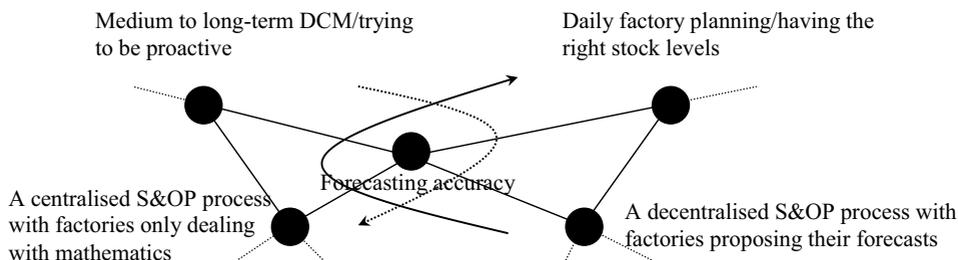 Medium to long-term DCM/trying
to be proactive
Daily factory planning/having the
right stock levels
Forecasting accuracy
A centralised S&OP process
with factories only dealing
with mathematics
A decentralised S&OP process with
factories proposing their forecasts